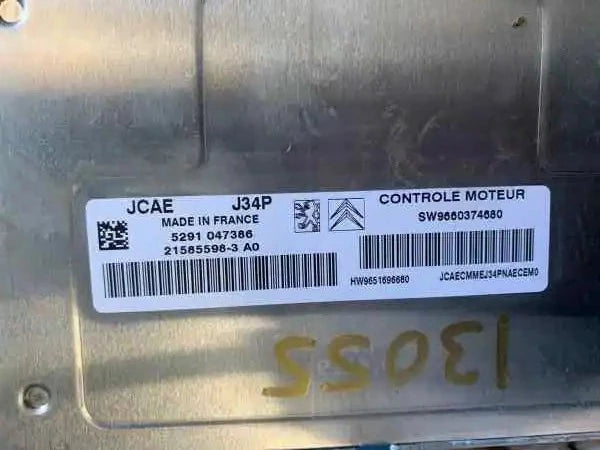 JCAE J34P
MADE IN FRANCE
5291 047386
21585598-3 A0
CONTROLE MOTEUR
SW9660374680
HW9651696680 JCAECMMEJ34PNAECEM0
13055